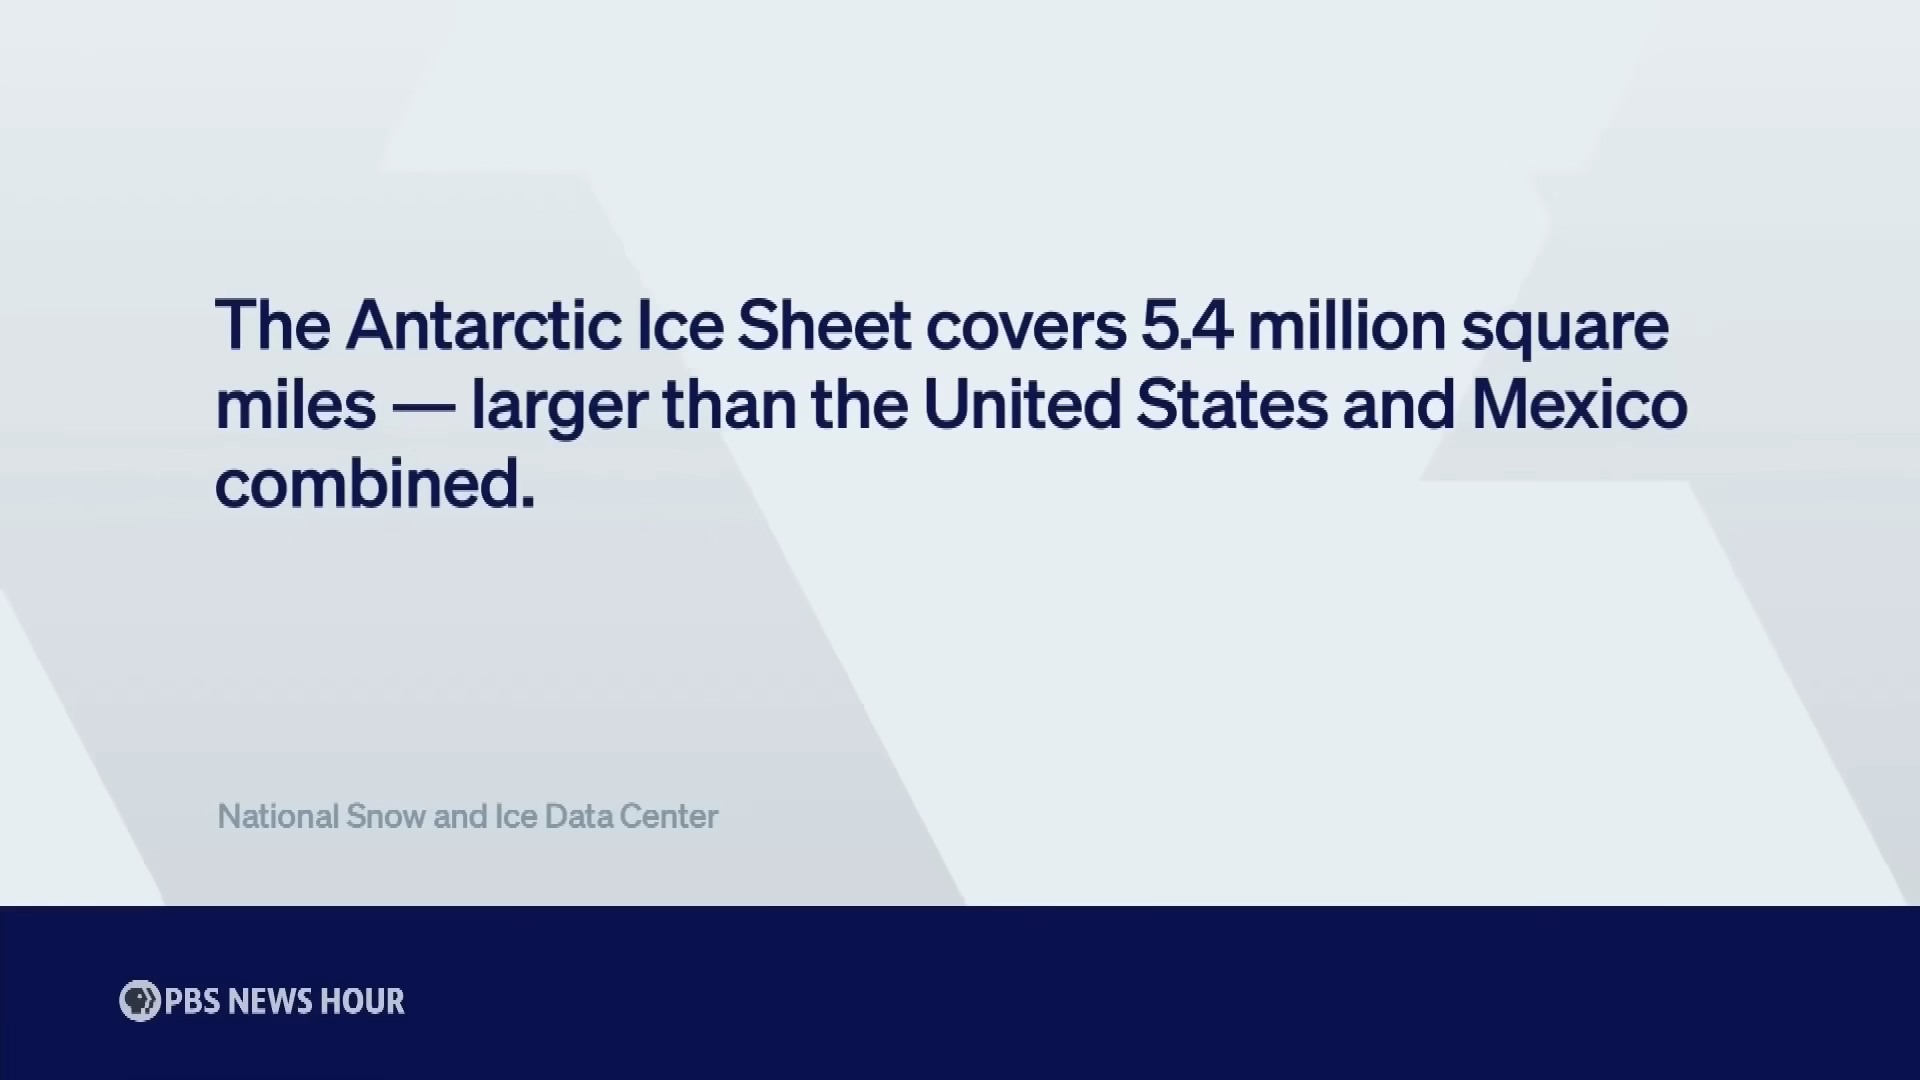 The Antarctic Ice Sheet covers 5.4 million square
miles — larger than the United States and Mexico
combined.
National Snow and Ice Data Center
PBS NEWS HOUR